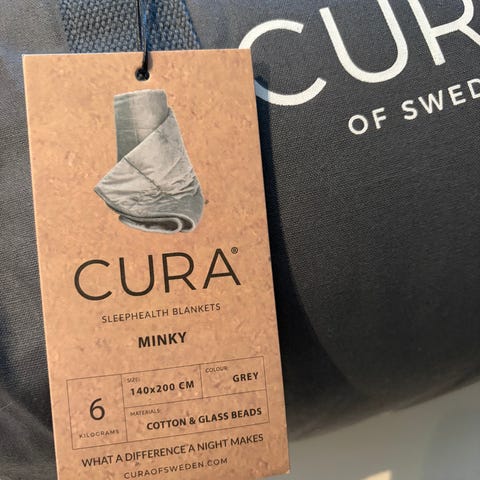 CUR
OF SWED
CURA®
SLEEPHEALTH BLANKETS
MINKY
6
KILOGRAMS
SIZE:
140x200 CM
COLOUR:
GREY
MATERIALS:
COTTON & GLASS BEADS
WHAT A DIFFERENCE A NIGHT MAKES
CURAOFSWEDEN.COM